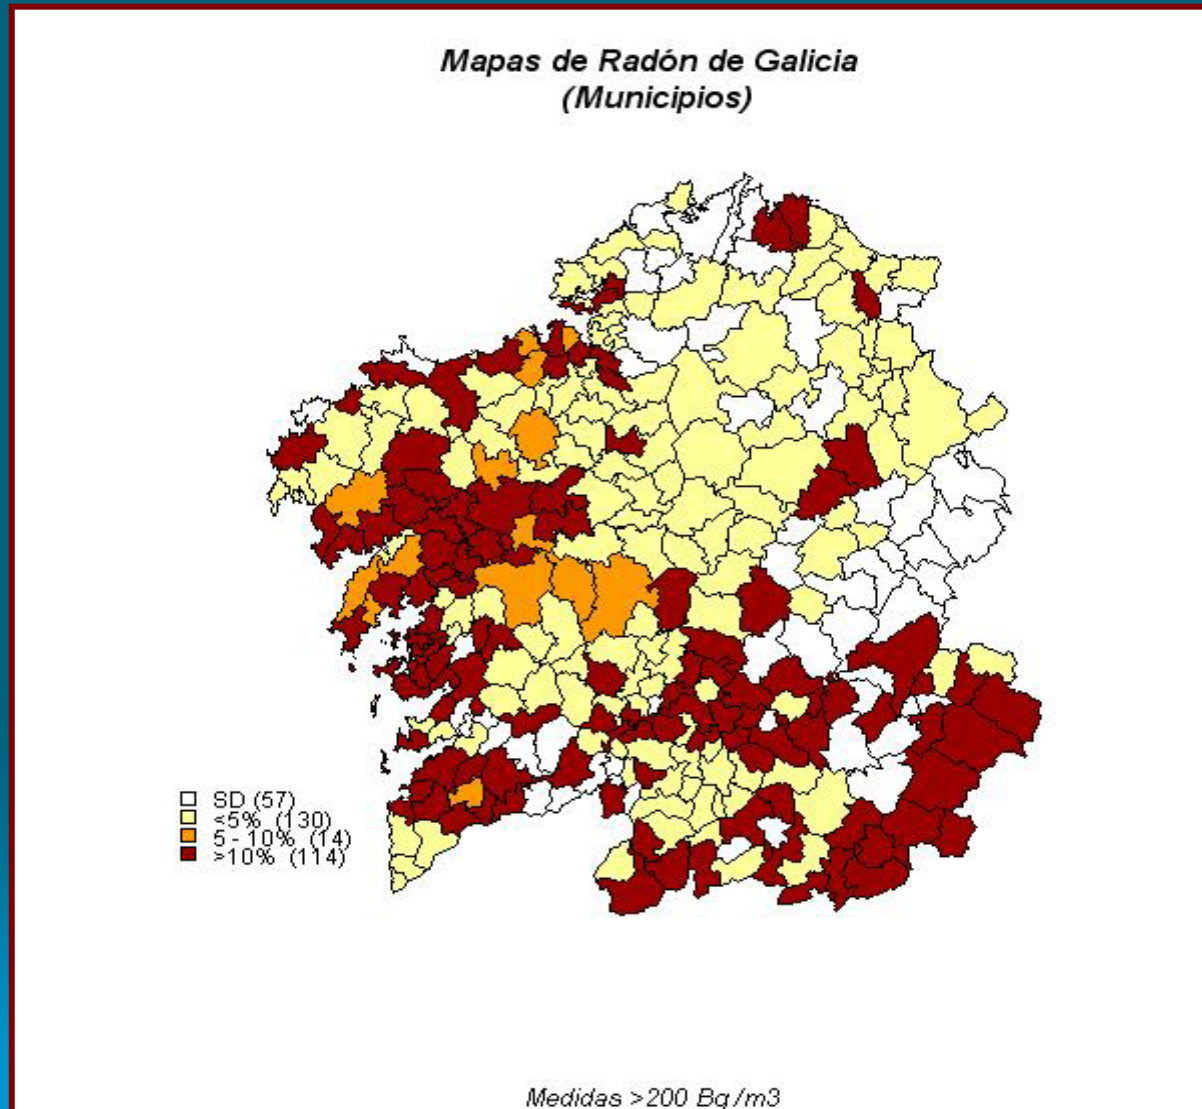 Mapas de Radón de Galicia
(Municipios)
SD (57)
<5% (130)
5 - 10% (14)
>10% (114)
Medidas >200 Bq/m3